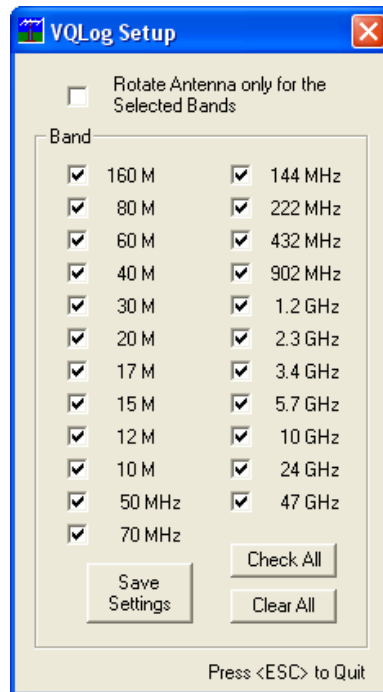 VQLog Setup
Rotate Antenna only for the
Selected Bands
Band
160 M
80 M
60 M
40 M
30 M
20 M
17 M
15 M
12 M
10 M
50 MHz
70 MHz
144 MHz
222 MHz
432 MHz
902 MHz
1.2 GHz
2.3 GHz
3.4 GHz
5.7 GHz
10 GHz
24 GHz
47 GHz
Save
Settings
Check All
Clear All
Press <ESC> to Quit